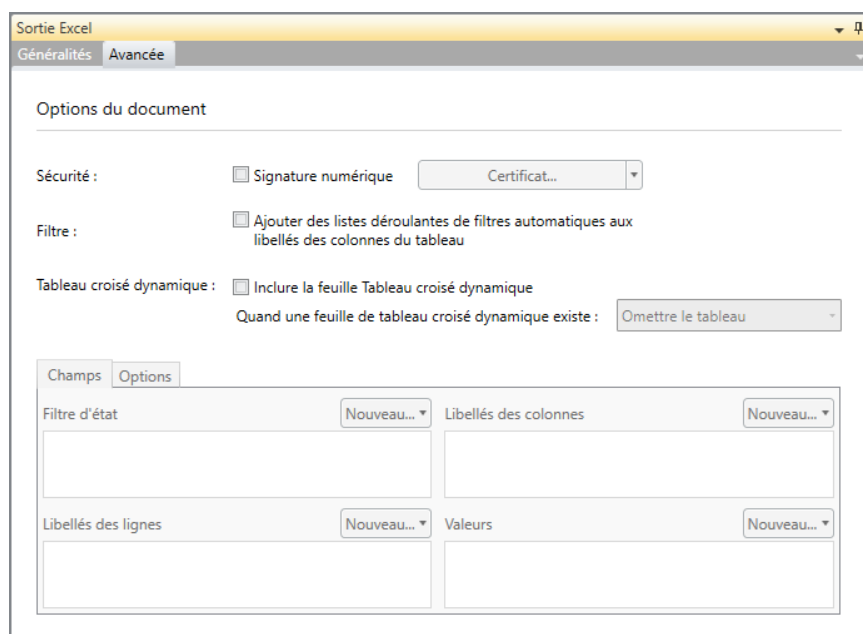 Sortie Excel
Généralités Avancée
Options du document
Sécurité : Signature numérique Certificat...
Filtre : Ajouter des listes déroulantes de filtres automatiques aux
libellés des colonnes du tableau
Tableau croisé dynamique : Inclure la feuille Tableau croisé dynamique
Quand une feuille de tableau croisé dynamique existe : Omettre le tableau
Champs Options
Filtre d'état Nouveau... Libellés des colonnes Nouveau...
Libellés des lignes Nouveau... Valeurs Nouveau...